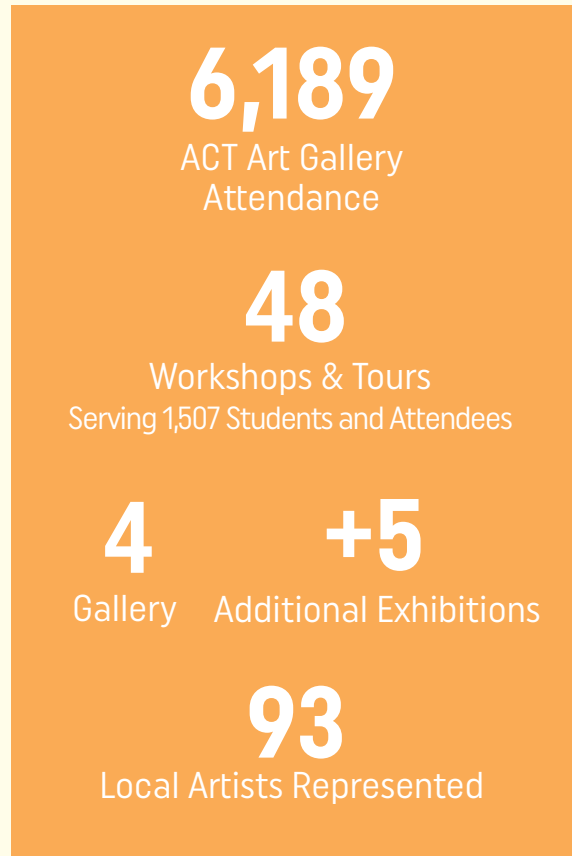 6,189
ACT Art Gallery
Attendance
48
Workshops & Tours
Serving 1,507 Students and Attendees
4
Gallery
+5
Additional Exhibitions
93
Local Artists Represented